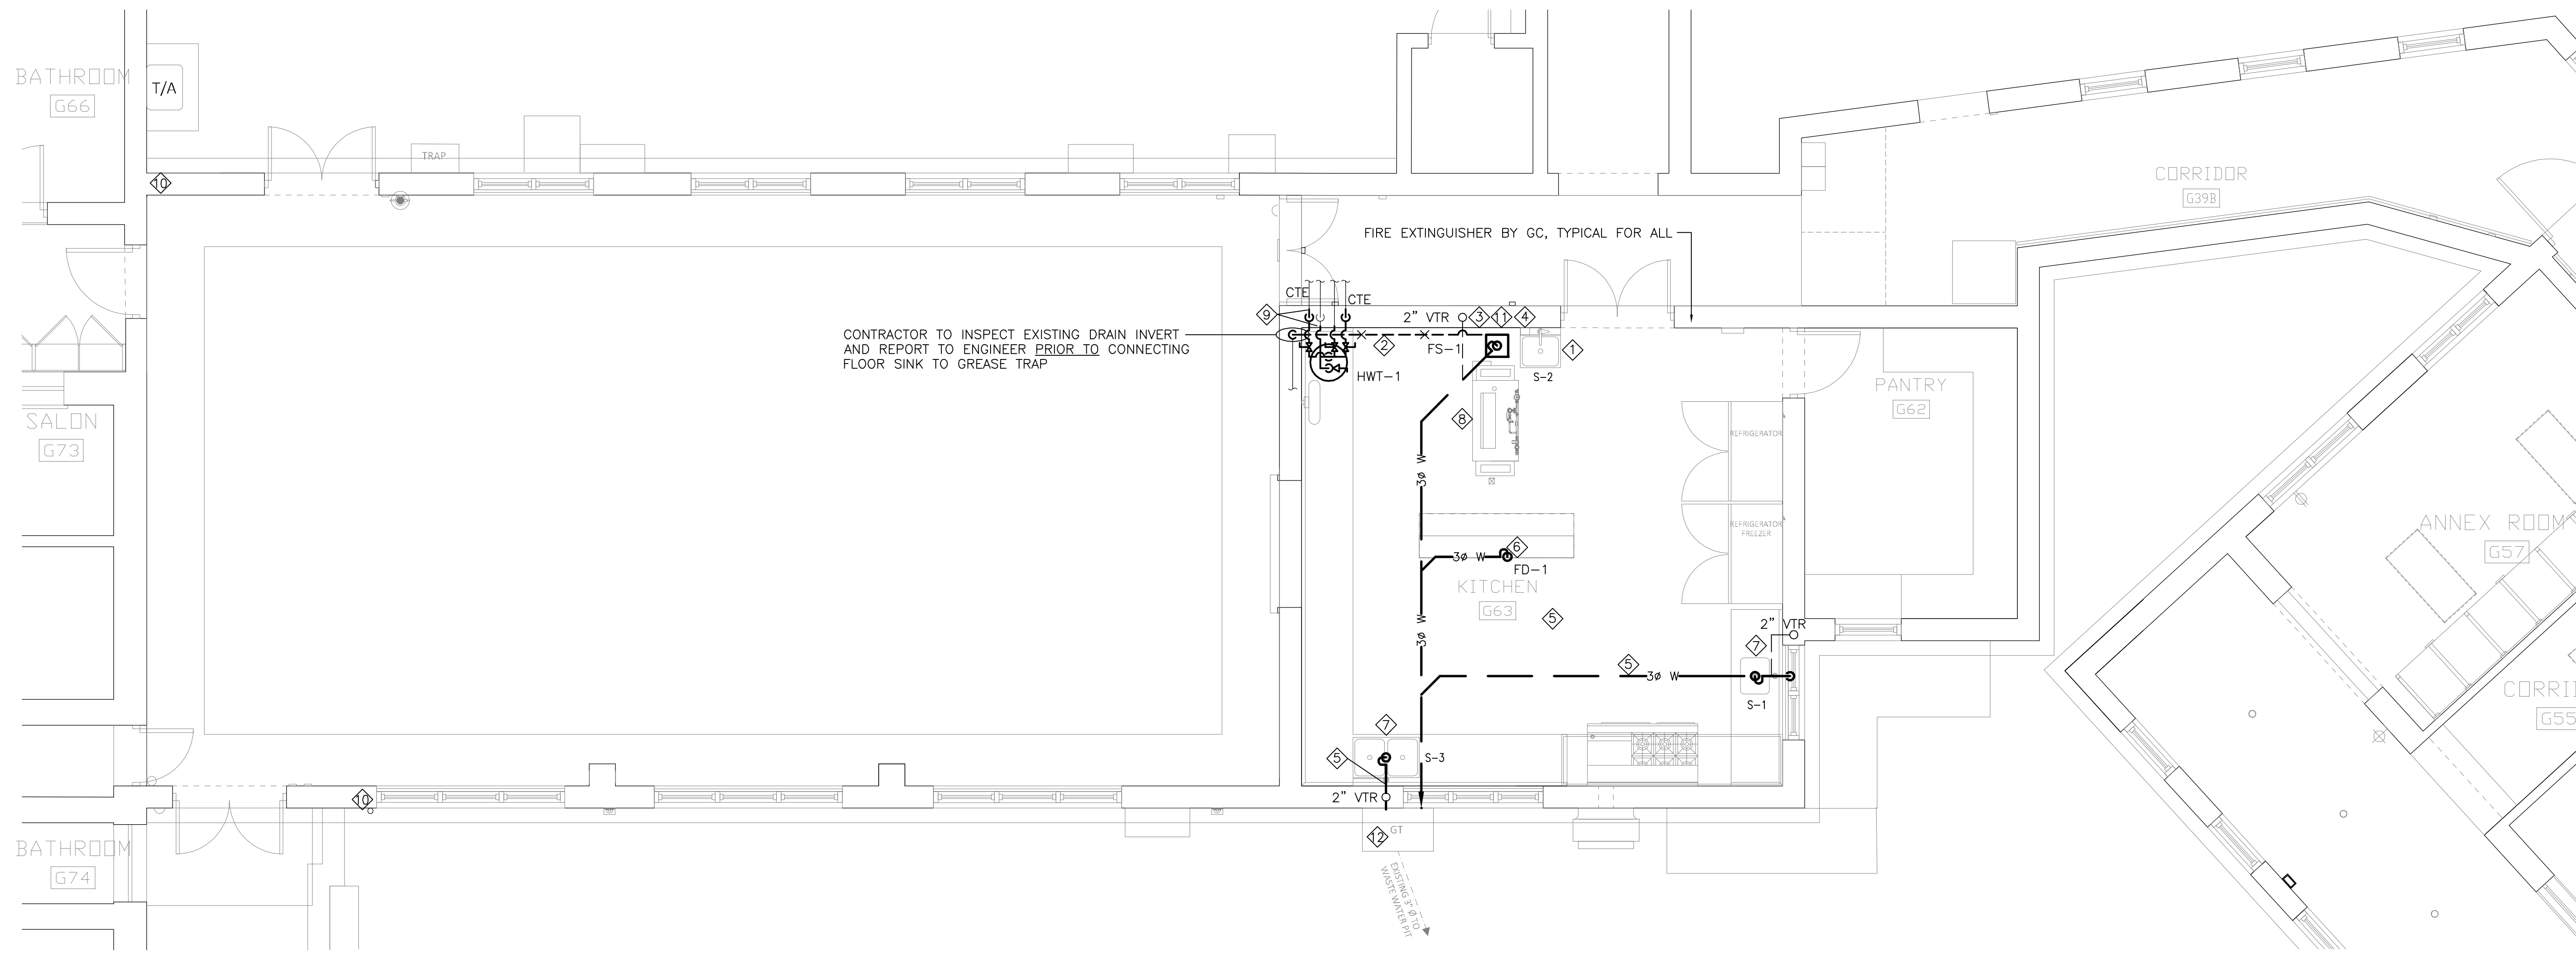 BATHROOM
G66
T/A
10
TRAP
CORRIDOR
G39B
FIRE EXTINGUISHER BY GC, TYPICAL FOR ALL
CTE
CTE
9
2" VTR
3
11
4
CONTRACTOR TO INSPECT EXISTING DRAIN INVERT
AND REPORT TO ENGINEER PRIOR TO CONNECTING
FLOOR SINK TO GREASE TRAP
2
FS-1
1
HWT-1
S-2
PANTRY
G62
SALON
G73
8
REFRIGERATOR
3ø W
REFRIGERATOR
FREEZER
ANNEX ROOM
G57
6
3ø W
FD-1
KITCHEN
G63
5
3ø W
2" VTR
7
5
3ø W
S-1
CORRI
G55
7
5
S-3
10
2" VTR
GT
12
BATHROOM
G74
EXISTING 3" Ø TO
WASTE WATER PIT